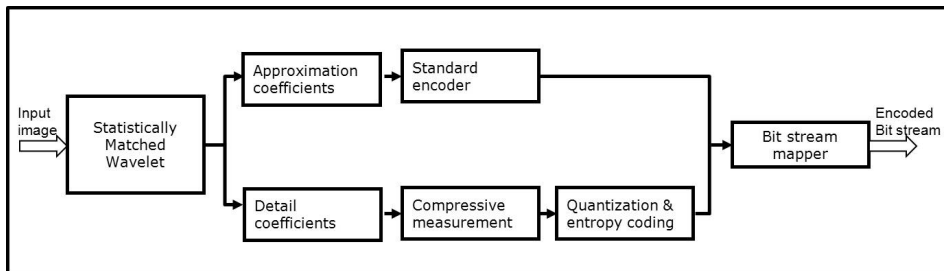 Input
image
Statistically
Matched
Wavelet
Approximation
coefficients
Standard
encoder
Detail
coefficients
Compressive
measurement
Quantization &
entropy coding
Bit stream
mapper
Encoded
Bit stream